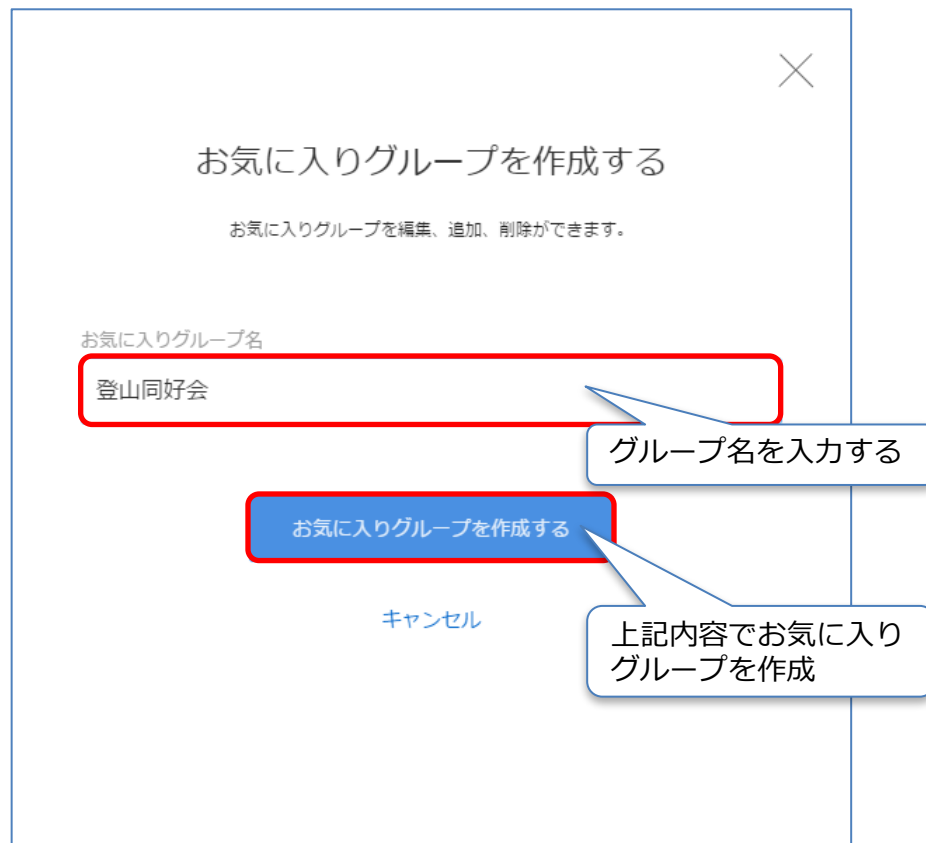 お気に入りグループを作成する
お気に入りグループを編集、追加、削除ができます。
お気に入りグループ名
登山同好会
グループ名を入力する
お気に入りグループを作成する
キャンセル
上記内容でお気に入り
グループを作成